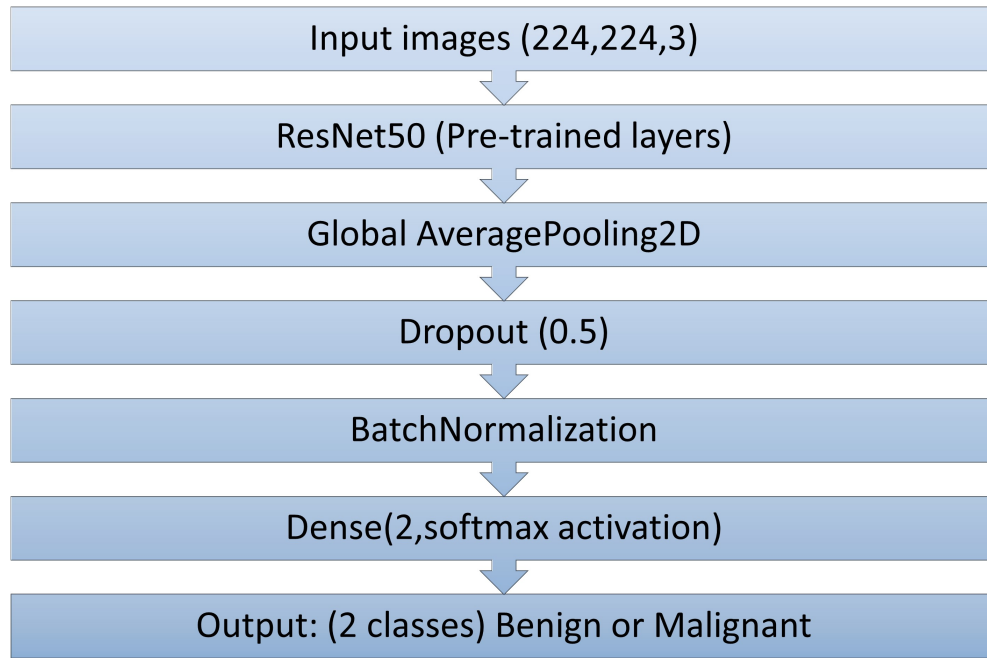 Input images (224,224,3)
ResNet50 (Pre-trained layers)
Global AveragePooling2D
Dropout (0.5)
BatchNormalization
Dense(2,softmax activation)
Output: (2 classes) Benign or Malignant